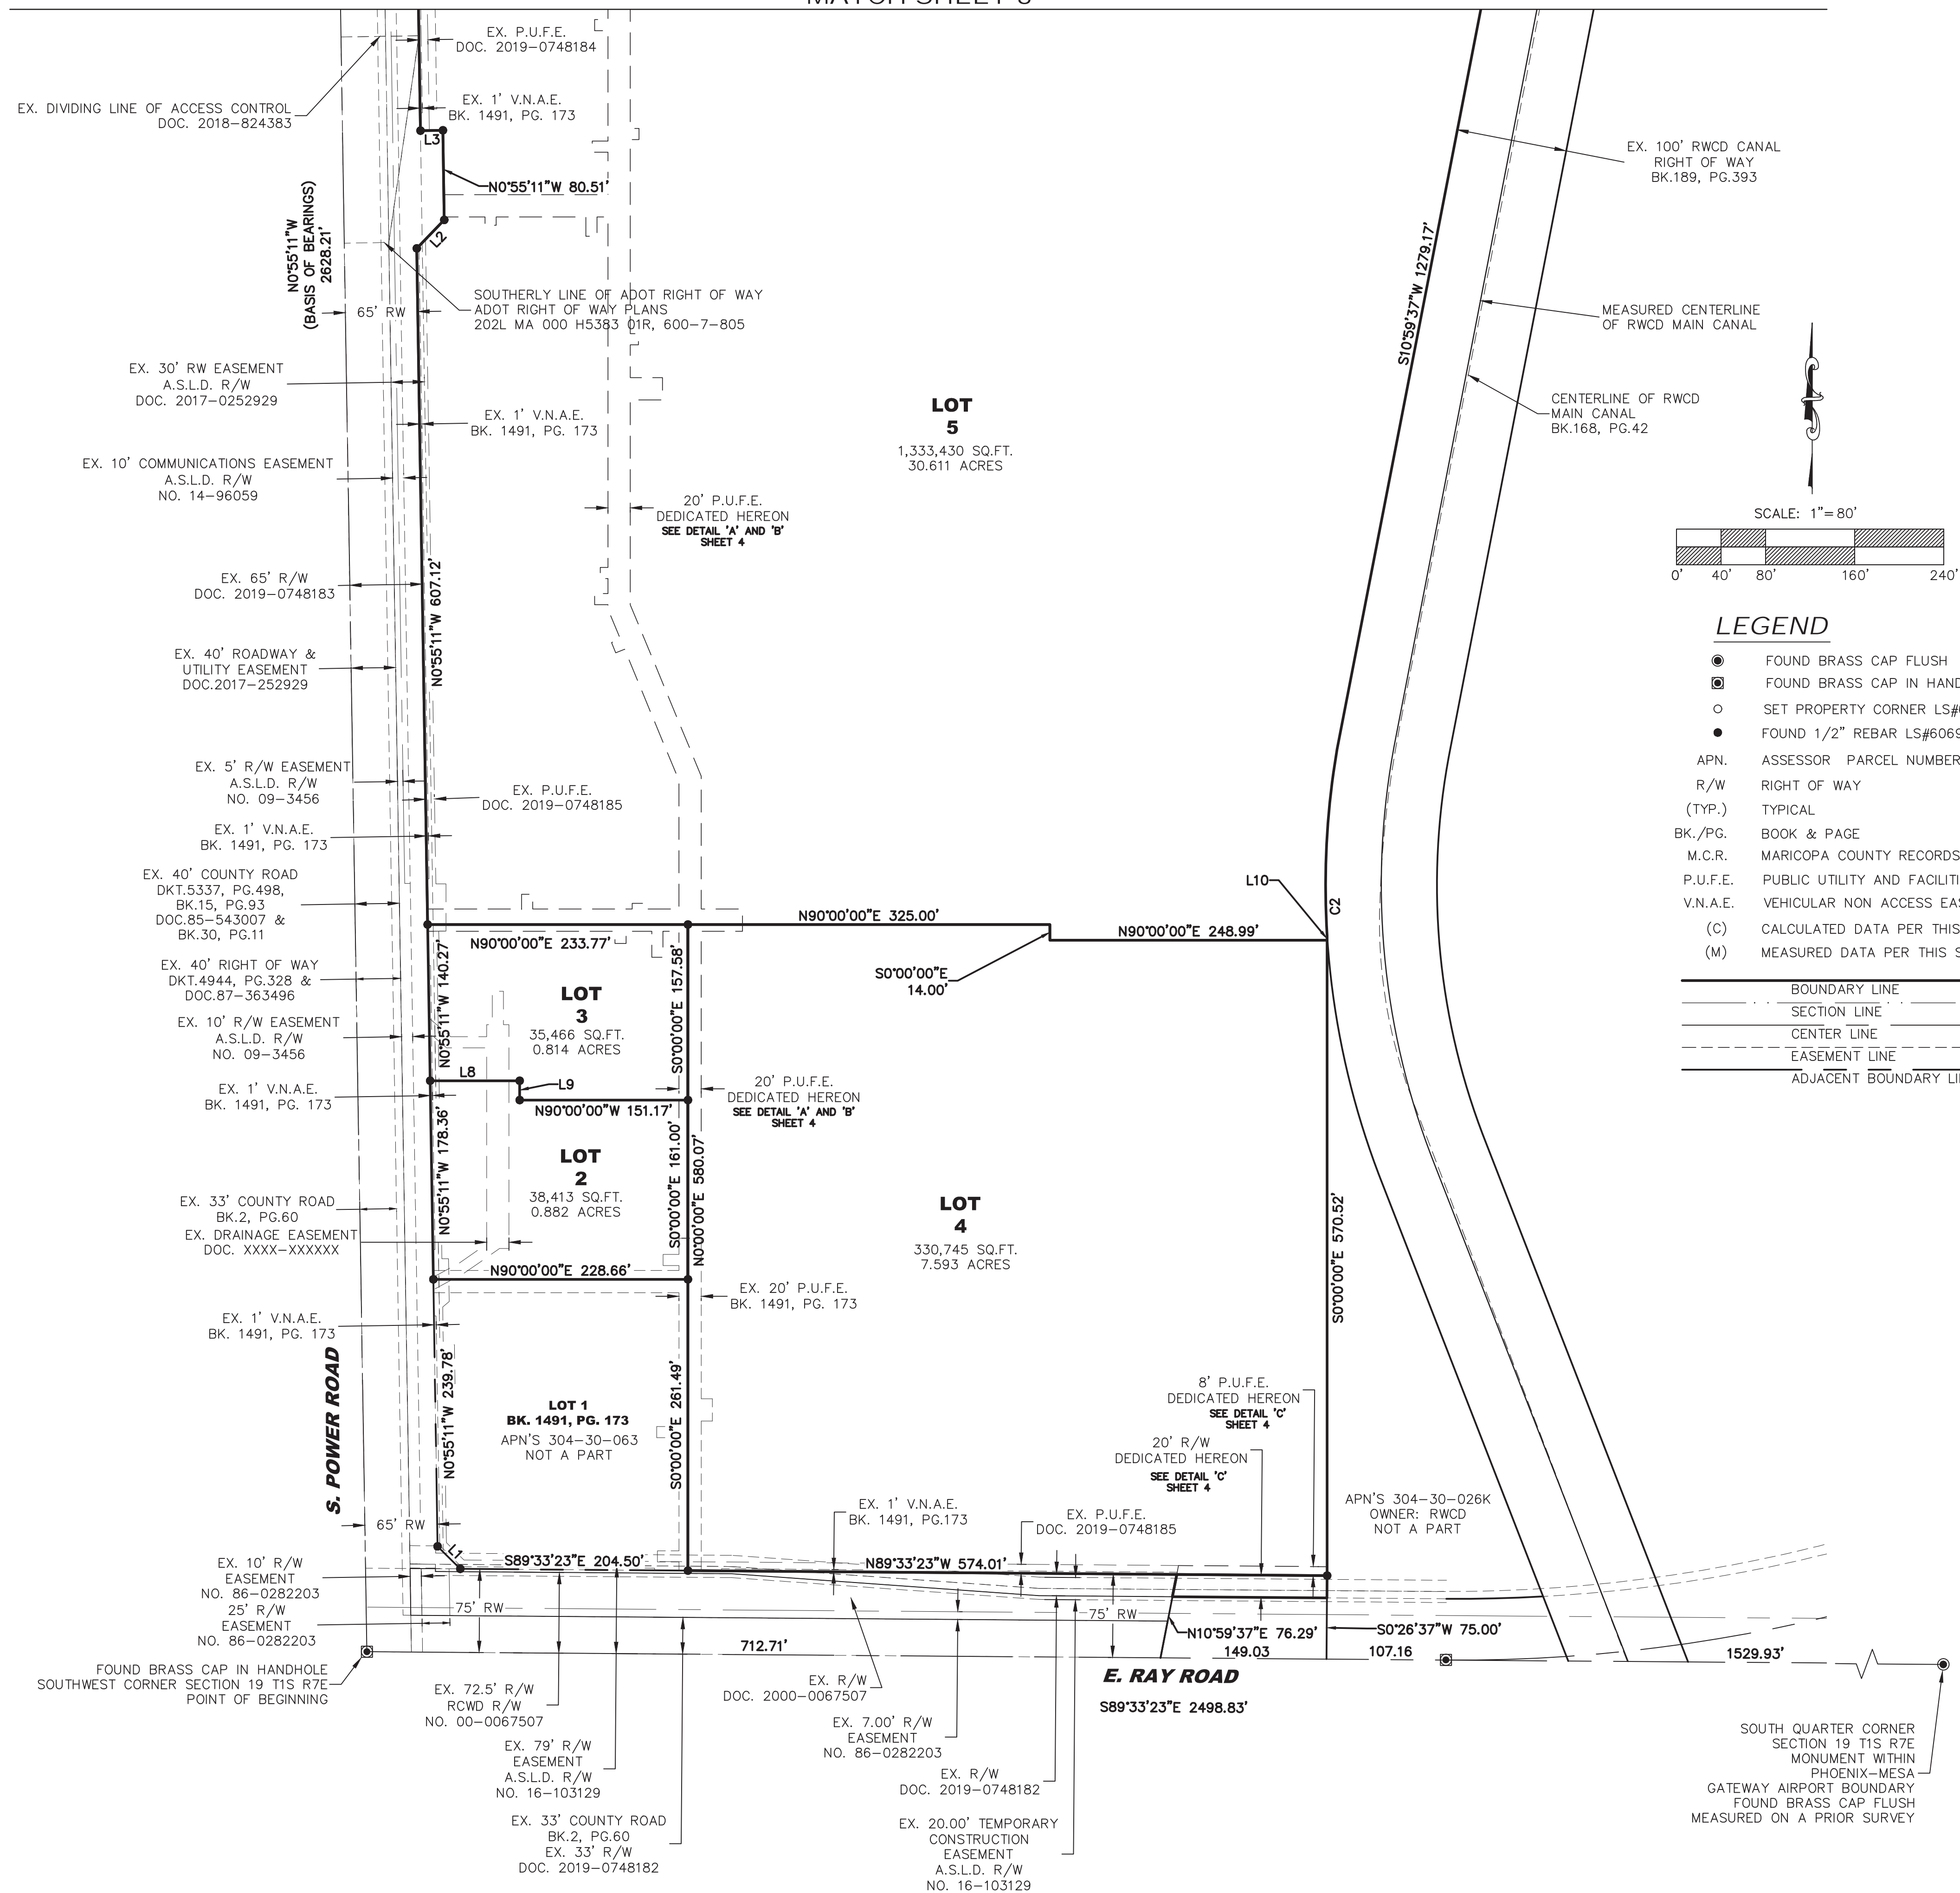 EX. P.U.F.E.
DOC. 2019-0748184
EX. DIVIDING LINE OF ACCESS CONTROL
DOC. 2018-824383
EX. 1' V.N.A.E.
BK. 1491, PG. 173
L3
N0°55'11"W 80.51'
L2
N0°55'11"W
(BASIS OF BEARINGS)
2628.21'
65' RW
SOUTHERLY LINE OF ADOT RIGHT OF WAY
ADOT RIGHT OF WAY PLANS
202L MA 000 H5383 01R, 600-7-805
EX. 30' RW EASEMENT
A.S.L.D. R/W
DOC. 2017-0252929
EX. 1' V.N.A.E.
BK. 1491, PG. 173
EX. 10' COMMUNICATIONS EASEMENT
A.S.L.D. R/W
NO. 14-96059
EX. 65' R/W
DOC. 2019-0748183
N0°55'11"W 607.12'
EX. 40' ROADWAY &
UTILITY EASEMENT
DOC.2017-252929
EX. 5' R/W EASEMENT
A.S.L.D. R/W
NO. 09-3456
EX. P.U.F.E.
DOC. 2019-0748185
EX. 1' V.N.A.E.
BK. 1491, PG. 173
EX. 40' COUNTY ROAD
DKT.5337, PG.498,
BK.15, PG.93
DOC.85-543007 &
BK.30, PG.11
EX. 40' RIGHT OF WAY
DKT.4944, PG.328 &
DOC.87-363496
EX. 10' R/W EASEMENT
A.S.L.D. R/W
NO. 09-3456
EX. 1' V.N.A.E.
BK. 1491, PG. 173
EX. 33' COUNTY ROAD
BK.2, PG.60
EX. DRAINAGE EASEMENT
DOC. XXXX-XXXXXX
EX. 1' V.N.A.E.
BK. 1491, PG. 173
S. POWER ROAD
LOT
5
1,333,430 SQ.FT.
30.611 ACRES
20' P.U.F.E.
DEDICATED HEREON
SEE DETAIL 'A' AND 'B'
SHEET 4
S10°59'37"W 1279.17'
EX. 100' RWCD CANAL
RIGHT OF WAY
BK.189, PG.393
MEASURED CENTERLINE
OF RWCD MAIN CANAL
CENTERLINE OF RWCD
MAIN CANAL
BK.168, PG.42
SCALE: 1"=80'
0' 40' 80' 160' 240'
LEGEND
FOUND BRASS CAP FLUSH
FOUND BRASS CAP IN
SET PROPERTY CORNER
FOUND 1/2" REBAR
APN. ASSESSOR PARCEL NUMBER
R/W RIGHT OF WAY
(TYP.) TYPICAL
BK./PG. BOOK & PAGE
M.C.R. MARICOPA COUNTY RECORDS
P.U.F.E. PUBLIC UTILITY AND
V.N.A.E. VEHICULAR NON ACCESS
(C) CALCULATED DATA PER THIS
(M) MEASURED DATA PER THIS
BOUNDARY LINE
SECTION LINE
CENTER LINE
EASEMENT LINE
ADJACENT BOUNDARY
L10
C2
N90°00'00"E 325.00'
N90°00'00"E 248.99'
S0°00'00"E
14.00'
N90°00'00"E 233.77'
N0°55'11"W 140.27'
LOT
3
35,466 SQ.FT.
0.814 ACRES
S0°00'00"E 157.58'
L8
L9
N90°00'00"W 151.17'
20' P.U.F.E.
DEDICATED HEREON
SEE DETAIL 'A' AND 'B'
SHEET 4
N0°55'11"W 178.36'
LOT
2
38,413 SQ.FT.
0.882 ACRES
S0°00'00"E 161.00'
N0°00'00"E 580.07'
N90°00'00"E 228.66'
LOT
4
330,745 SQ.FT.
7.593 ACRES
S0°00'00"E 570.52'
EX. 20' P.U.F.E.
BK. 1491, PG. 173
N0°55'11"W 239.78'
LOT 1
BK. 1491, PG. 173
APN'S 304-30-063
NOT A PART
S0°00'00"E 261.49'
8' P.U.F.E.
DEDICATED HEREON
SEE DETAIL 'C'
SHEET 4
20' R/W
DEDICATED HEREON
SEE DETAIL 'C'
SHEET 4
APN'S 304-30-026K
OWNER: RWCD
NOT A PART
EX. 1' V.N.A.E.
BK. 1491, PG.173
EX. P.U.F.E.
DOC. 2019-0748185
65' RW
L1
S89°33'23"E 204.50'
N89°33'23"W 574.01'
EX. 10' R/W
EASEMENT
NO. 86-0282203
25' R/W
EASEMENT
NO. 86-0282203
75' RW
75' RW
N10°59'37"E 76.29'
S0°26'37"W 75.00'
712.71'
149.03
107.16
1529.93'
FOUND BRASS CAP IN HANDHOLE
SOUTHWEST CORNER SECTION 19 T1S R7E
POINT OF BEGINNING
E. RAY ROAD
S89°33'23"E 2498.83'
EX. 72.5' R/W
RCWD R/W
NO. 00-0067507
EX. R/W
DOC. 2000-0067507
EX. 7.00' R/W
EASEMENT
NO. 86-0282203
EX. 79' R/W
EASEMENT
A.S.L.D. R/W
NO. 16-103129
EX. R/W
DOC. 2019-0748182
EX. 33' COUNTY ROAD
BK.2, PG.60
EX. 33' R/W
DOC. 2019-0748182
EX. 20.00' TEMPORARY
CONSTRUCTION
EASEMENT
A.S.L.D. R/W
NO. 16-103129
SOUTH QUARTER CORNER
SECTION 19 T1S R7E
MONUMENT WITHIN
PHOENIX-MESA
GATEWAY AIRPORT BOUNDARY
FOUND BRASS CAP FLUSH
MEASURED ON A PRIOR SURVEY